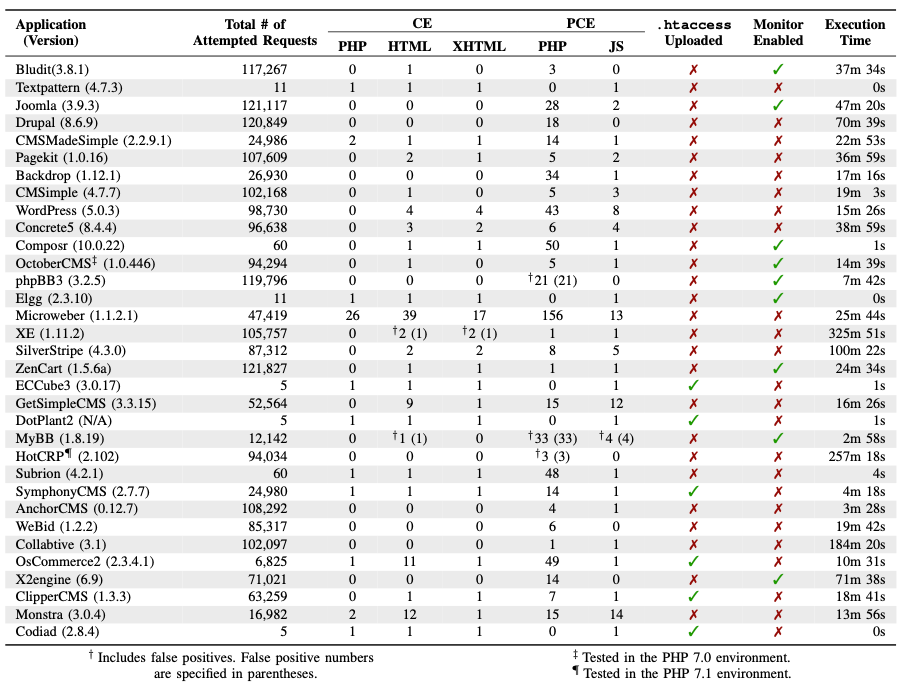 Application Total # of CE PCE .htaccess Monitor Execution
(Version) Attempted Requests PHP HTML XHTML PHP JS Uploaded Enabled Time
Bludit(3.8.1) 117,267 0 1 0 3 0 ✗ ✓ 37m 34s
Textpattern (4.7.3) 11 1 1 1 0 1 ✗ ✗ 0s
Joomla (3.9.3) 121,117 0 0 0 28 2 ✗ ✓ 47m 20s
Drupal (8.6.9) 120,849 0 0 0 18 0 ✗ ✗ 70m 39s
CMSMadeSimple (2.2.9.1) 24,986 2 1 1 14 1 ✗ ✗ 22m 53s
Pagekit (1.0.16) 107,609 0 2 1 5 2 ✗ ✗ 36m 59s
Backdrop (1.12.1) 26,930 0 0 0 34 1 ✗ ✗ 17m 16s
CMSimple (4.7.7) 102,168 0 1 0 5 3 ✗ ✗ 19m 3s
WordPress (5.0.3) 98,730 0 4 4 43 8 ✗ ✗ 15m 26s
Concrete5 (8.4.4) 96,638 0 3 2 6 4 ✗ ✗ 38m 59s
Composr (10.0.22) 60 0 1 1 50 1 ✗ ✓ 1s
OctoberCMS‡ (1.0.446) 94,294 0 1 0 5 1 ✗ ✓ 14m 39s
phpBB3 (3.2.5) 119,796 0 0 0 †21 (21) 0 ✗ ✓ 7m 42s
Elgg (2.3.10) 11 1 1 1 0 1 ✗ ✓ 0s
Microweber (1.1.2.1) 47,419 26 39 17 156 13 ✗ ✗ 25m 44s
XE (1.11.2) 105,757 0 †2 (1) †2 (1) 1 1 ✗ ✗ 325m 51s
SilverStripe (4.3.0) 87,312 0 2 2 8 5 ✗ ✗ 100m 22s
ZenCart (1.5.6a) 121,827 0 1 1 1 1 ✗ ✓ 24m 34s
ECCube3 (3.0.17) 5 1 1 1 0 1 ✓ ✗ 1s
GetSimpleCMS (3.3.15) 52,564 0 9 1 15 12 ✗ ✗ 16m 26s
DotPlant2 (N/A) 5 1 1 1 0 1 ✓ ✗ 1s
MyBB (1.8.19) 12,142 0 †1 (1) 0 †33 (33) †4 (4) ✗ ✓ 2m 58s
HotCRP¶ (2.102) 94,034 0 0 0 †3 (3) 0 ✗ ✗ 257m 18s
Subrion (4.2.1) 60 1 1 1 48 1 ✗ ✗ 4s
SymphonyCMS (2.7.7) 24,980 1 1 1 14 1 ✓ ✗ 4m 18s
AnchorCMS (0.12.7) 108,292 0 0 0 4 1 ✗ ✗ 3m 28s
WeBid (1.2.2) 85,317 0 0 0 6 0 ✗ ✗ 19m 42s
Collabtive (3.1) 102,097 0 0 0 1 1 ✗ ✗ 184m 20s
OsCommerce2 (2.3.4.1) 6,825 1 11 1 49 1 ✓ ✗ 10m 31s
X2engine (6.9) 71,021 0 0 0 14 0 ✗ ✓ 71m 38s
ClipperCMS (1.3.3) 63,259 0 1 1 7 1 ✓ ✗ 18m 41s
Monstra (3.0.4) 16,982 2 12 1 15 14 ✗ ✗ 13m 56s
Codiad (2.8.4) 5 1 1 1 0 1 ✓ ✗ 0s
† Includes false positives. False positive numbers
are specified in parentheses.
‡ Tested in the PHP 7.0 environment.
¶ Tested in the PHP 7.1 environment.